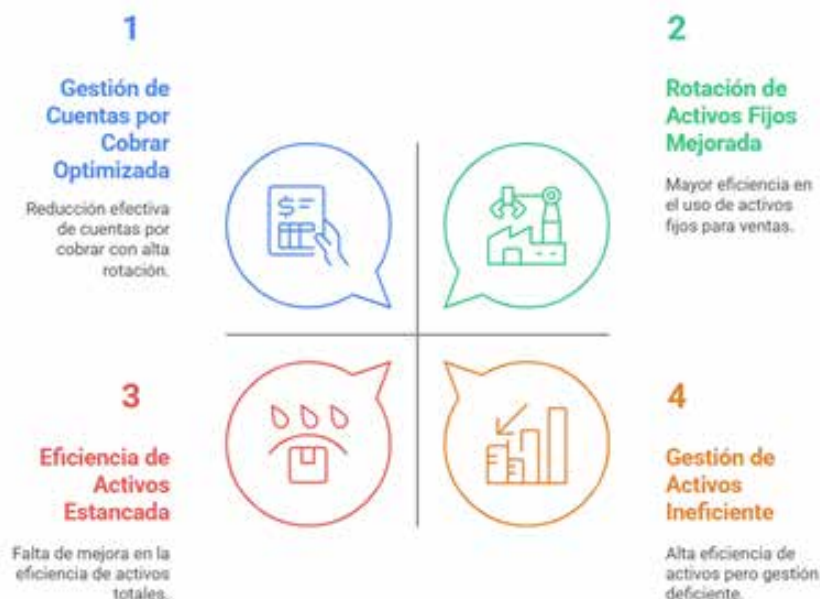 1
Gestión de
Cuentas por
Cobrar
Optimizada
Reducción efectiva
de cuentas por
cobrar con alta
rotación.
$=
2
Rotación de
Activos Fijos
Mejorada
Mayor eficiencia en
el uso de activos
fijos para ventas.
3
Eficiencia de
Activos
Estancada
Falta de mejora en la
eficiencia de activos
totales.
4
Gestión de
Activos
Ineficiente
Alta eficiencia de
activos pero gestión
deficiente.